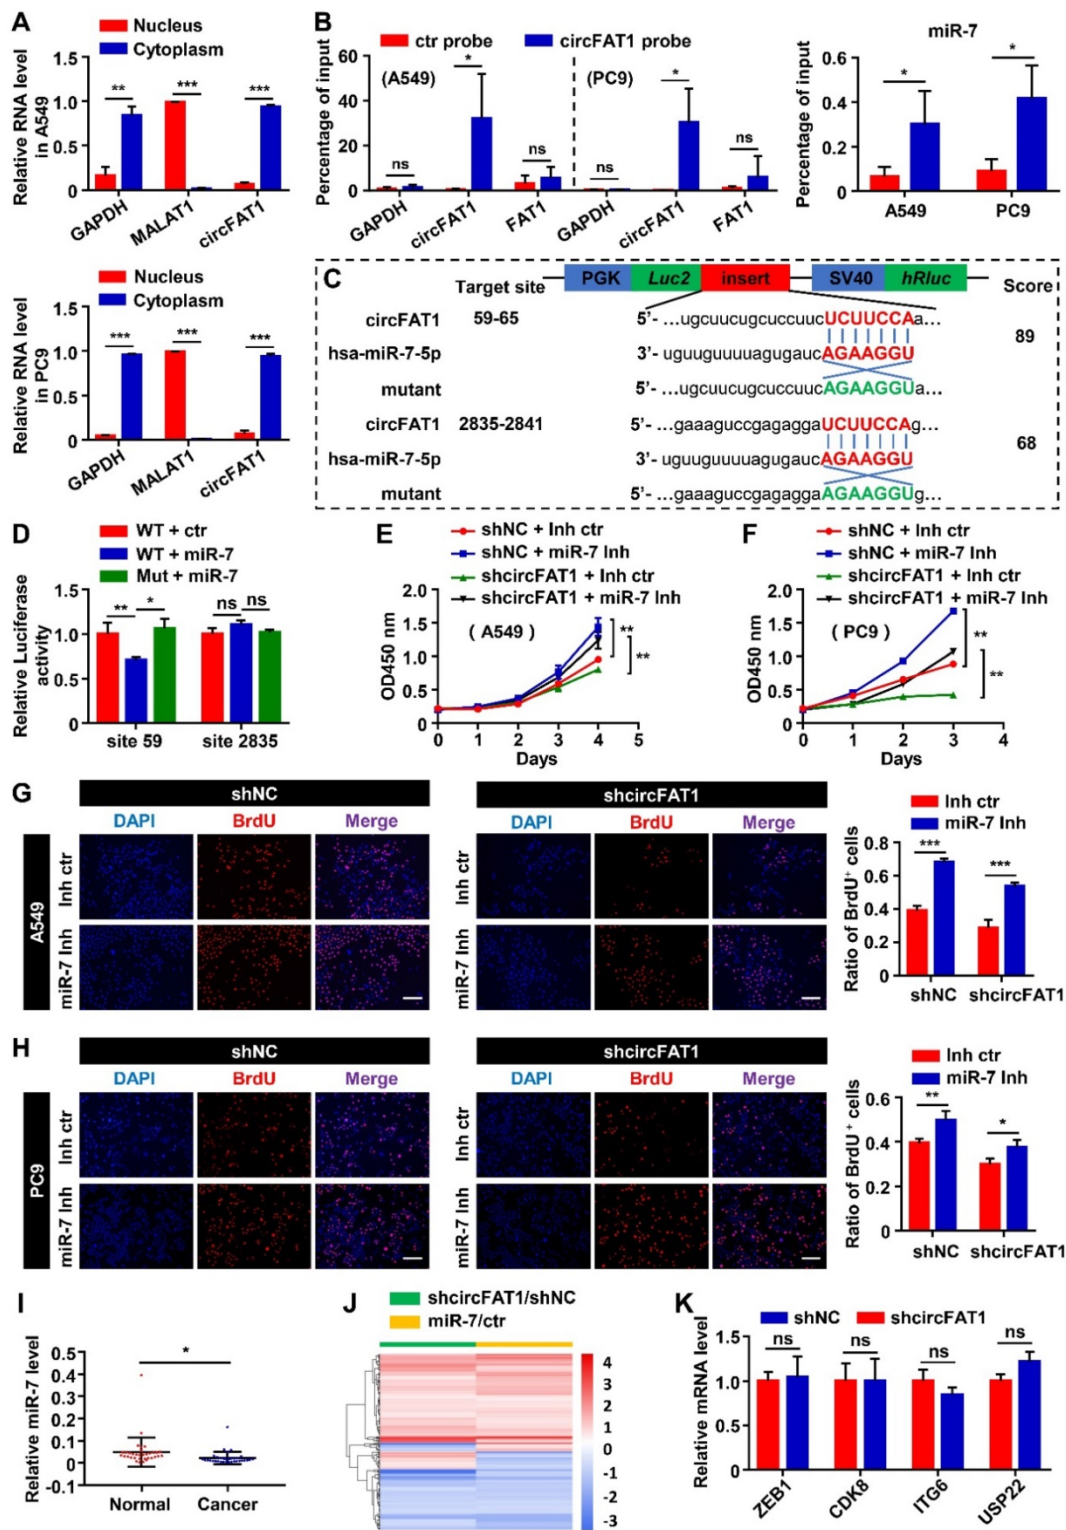 A
Nucleus
Cytoplasm
Relative RNA level
in A549
1.5
1.0
0.5
0
**
***
***
GAPDH
MALAT1
circFAT1
Nucleus
Cytoplasm
Relative RNA level
in PC9
1.5
1.0
0.5
0
***
***
***
GAPDH
MALAT1
circFAT1
B
ctr probe
circFAT1 probe
Percentage of input
60
40
20
0
(A549)
(PC9)
ns
*
ns
ns
*
ns
GAPDH
circFAT1
FAT1
GAPDH
circFAT1
FAT1
miR-7
Percentage of input
0.6
0.4
0.2
0
*
*
A549
PC9
C
Target site
PGK
Luc2
insert
SV40
hRluc
Score
circFAT1 59-65 5'- ...ugcuucugcuccuucUCUUCCAa...
hsa-miR-7-5p 3'- uguuguuuuagugaucAGAAGGU
89
mutant 5'- ...ugcuucugcuccuucAGAAGGUa...
circFAT1 2835-2841 5'- ...gaaaguccgagaggaUCUUCCAg...
hsa-miR-7-5p 3'- uguuguuuuagugaucAGAAGGU
68
mutant 5'- ...gaaaguccgagaggaAGAAGGUg...
D
WT + ctr
WT + miR-7
Mut + miR-7
Relative Luciferase
activity
1.5
1.0
0.5
0
**
*
ns
ns
site 59
site 2835
E
shNC + Inh ctr
shNC + miR-7 Inh
shcircFAT1 + Inh ctr
shcircFAT1 + miR-7 Inh
OD450 nm
2.0
1.5
1.0
0.5
0
( A549 )
**
**
0 1 2 3 4 5
Days
F
shNC + Inh ctr
shNC + miR-7 Inh
shcircFAT1 + Inh ctr
shcircFAT1 + miR-7 Inh
OD450 nm
2.0
1.5
1.0
0.5
0
( PC9 )
**
**
0 1 2 3 4
Days
G
shNC
shcircFAT1
DAPI BrdU Merge
DAPI BrdU Merge
A549
Inh ctr
miR-7 Inh
Inh ctr
miR-7 Inh
Inh ctr
miR-7 Inh
Ratio of BrdU+ cells
0.8
0.6
0.4
0.2
0
***
***
shNC
shcircFAT1
H
shNC
shcircFAT1
DAPI BrdU Merge
DAPI BrdU Merge
PC9
Inh ctr
miR-7 Inh
Inh ctr
miR-7 Inh
Inh ctr
miR-7 Inh
Ratio of BrdU+ cells
0.6
0.4
0.2
0
**
*
shNC
shcircFAT1
I
Relative miR-7 level
0.5
0.4
0.3
0.2
0.1
0
-0.1
*
Normal
Cancer
J
shcircFAT1/shNC
miR-7/ctr
4
3
2
1
0
-1
-2
-3
K
shNC
shcircFAT1
Relative mRNA level
1.5
1.0
0.5
0
ns
ns
ns
ns
ZEB1
CDK8
ITG6
USP22